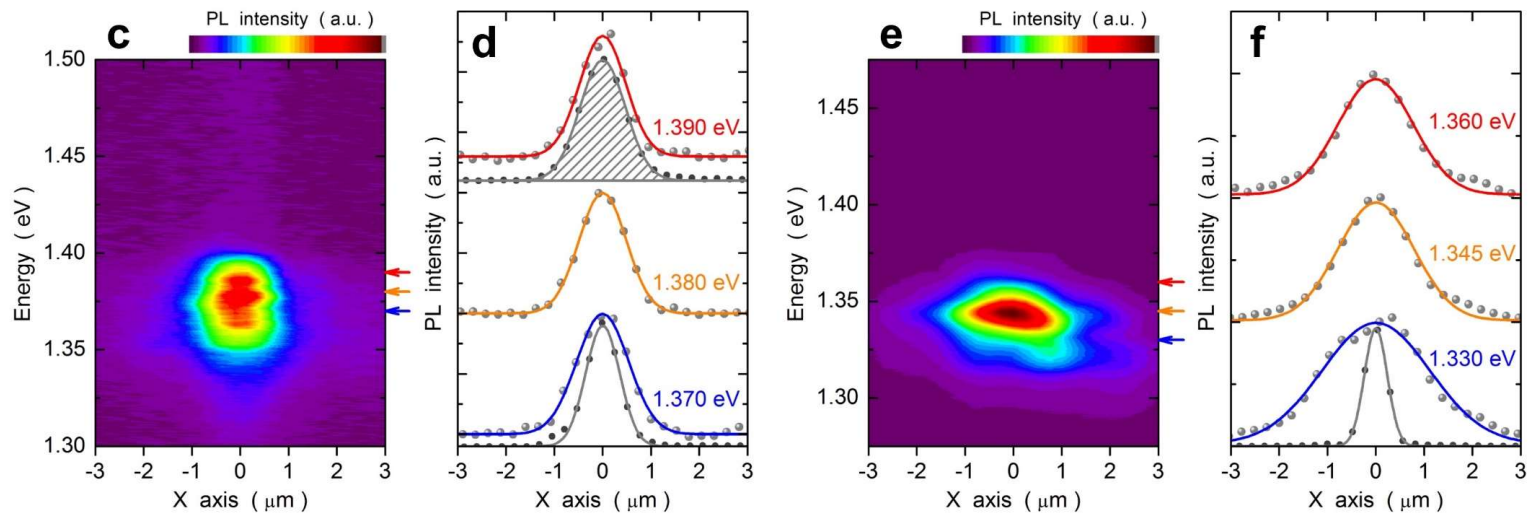 c
PL intensity ( a.u. )
1.50
1.45
1.40
1.35
1.30
Energy ( eV )
-3 -2 -1 0 1 2 3
X axis ( μm )
d
PL intensity ( a.u. )
1.390 eV
1.380 eV
1.370 eV
-3 -2 -1 0 1 2 3
X axis ( μm )
e
PL intensity ( a.u. )
1.45
1.40
1.35
1.30
Energy ( eV )
-3 -2 -1 0 1 2 3
X axis ( μm )
f
PL intensity ( a.u. )
1.360 eV
1.345 eV
1.330 eV
-3 -2 -1 0 1 2 3
X axis ( μm )